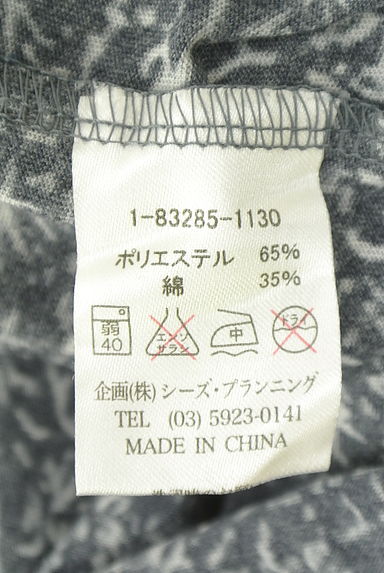 1-83285-1130
ポリエステル 65%
綿 35%
弱 エンソ 中 ドライ
40 サラシ
企画(株) シーズ・プランニング
TEL (03) 5923-0141
MADE IN CHINA